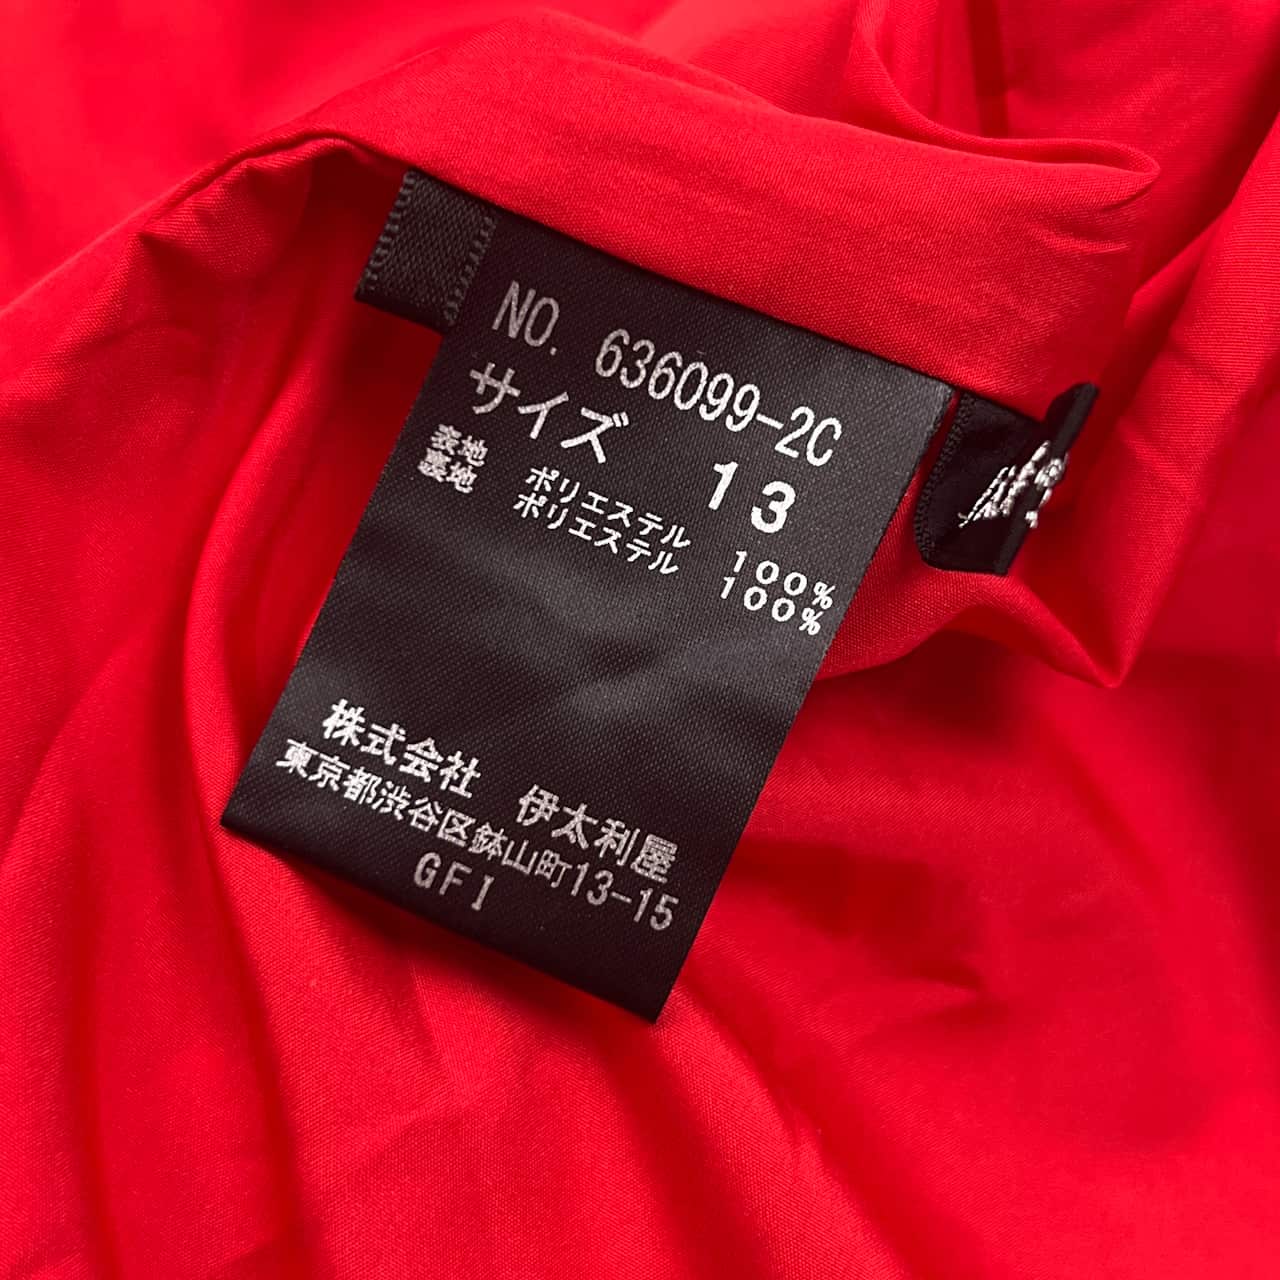 NO. 636099-2C
サイズ 13
表地 ポリエステル 100%
裏地 ポリエステル 100%
株式会社 伊太利屋
東京都渋谷区鉢山町13-15
GFI